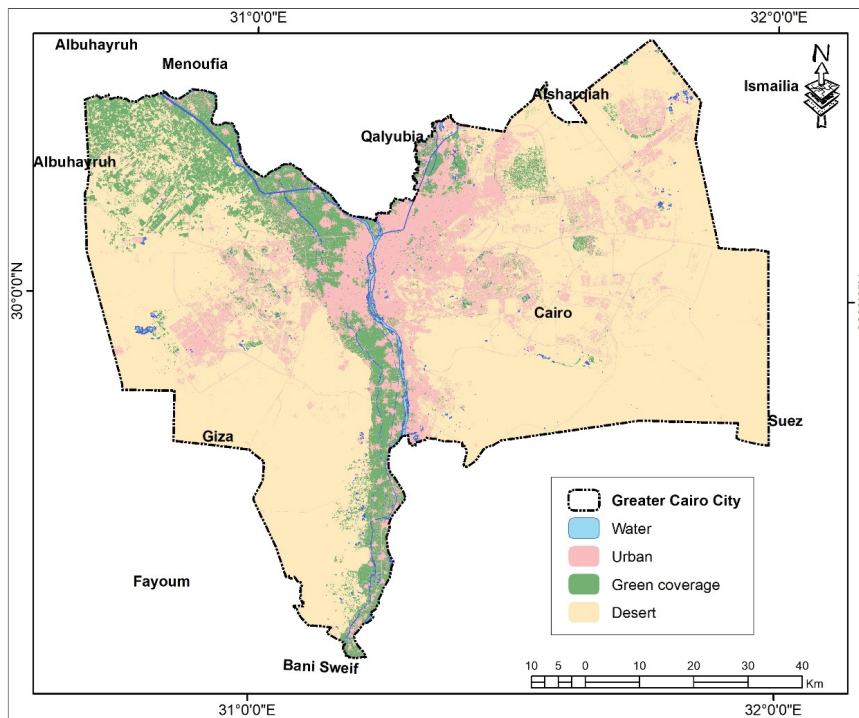 31°0'0"E
32°0'0"E
Albuhayruh
Menoufia
N
Ismailia
Alsharqiah
Qalyubia
Albuhayruh
30°0'0"N
Cairo
Suez
Giza
Greater Cairo City
Water
Urban
Green coverage
Desert
Fayoum
Bani Sweif
10 5 0 10 20 30 40
Km
31°0'0"E
32°0'0"E